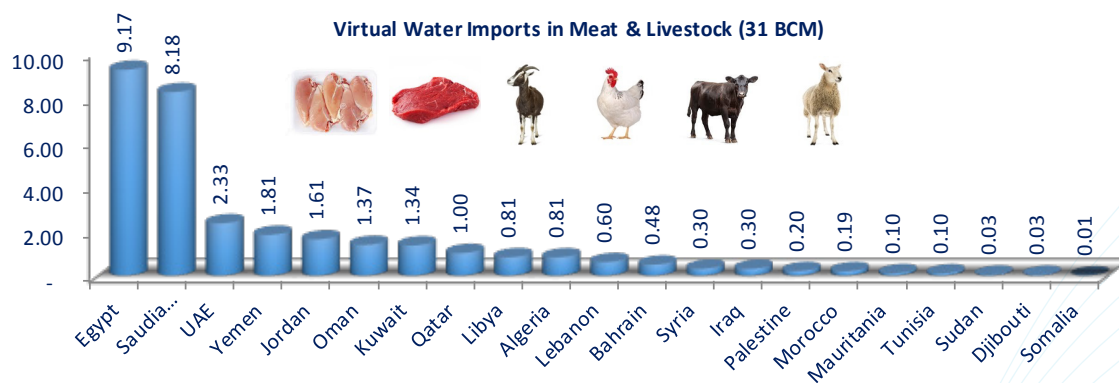 Virtual Water Imports in Meat & Livestock (31 BCM)
10.00
8.00
6.00
4.00
2.00
-
9.17
8.18
2.33
1.81
1.61
1.37
1.34
1.00
0.81
0.81
0.60
0.48
0.30
0.30
0.20
0.19
0.10
0.10
0.03
0.03
0.01
Egypt
Saudia...
UAE
Yemen
Jordan
Oman
Kuwait
Qatar
Libya
Algeria
Lebanon
Bahrain
Syria
Iraq
Palestine
Morocco
Mauritania
Tunisia
Sudan
Djibouti
Somalia